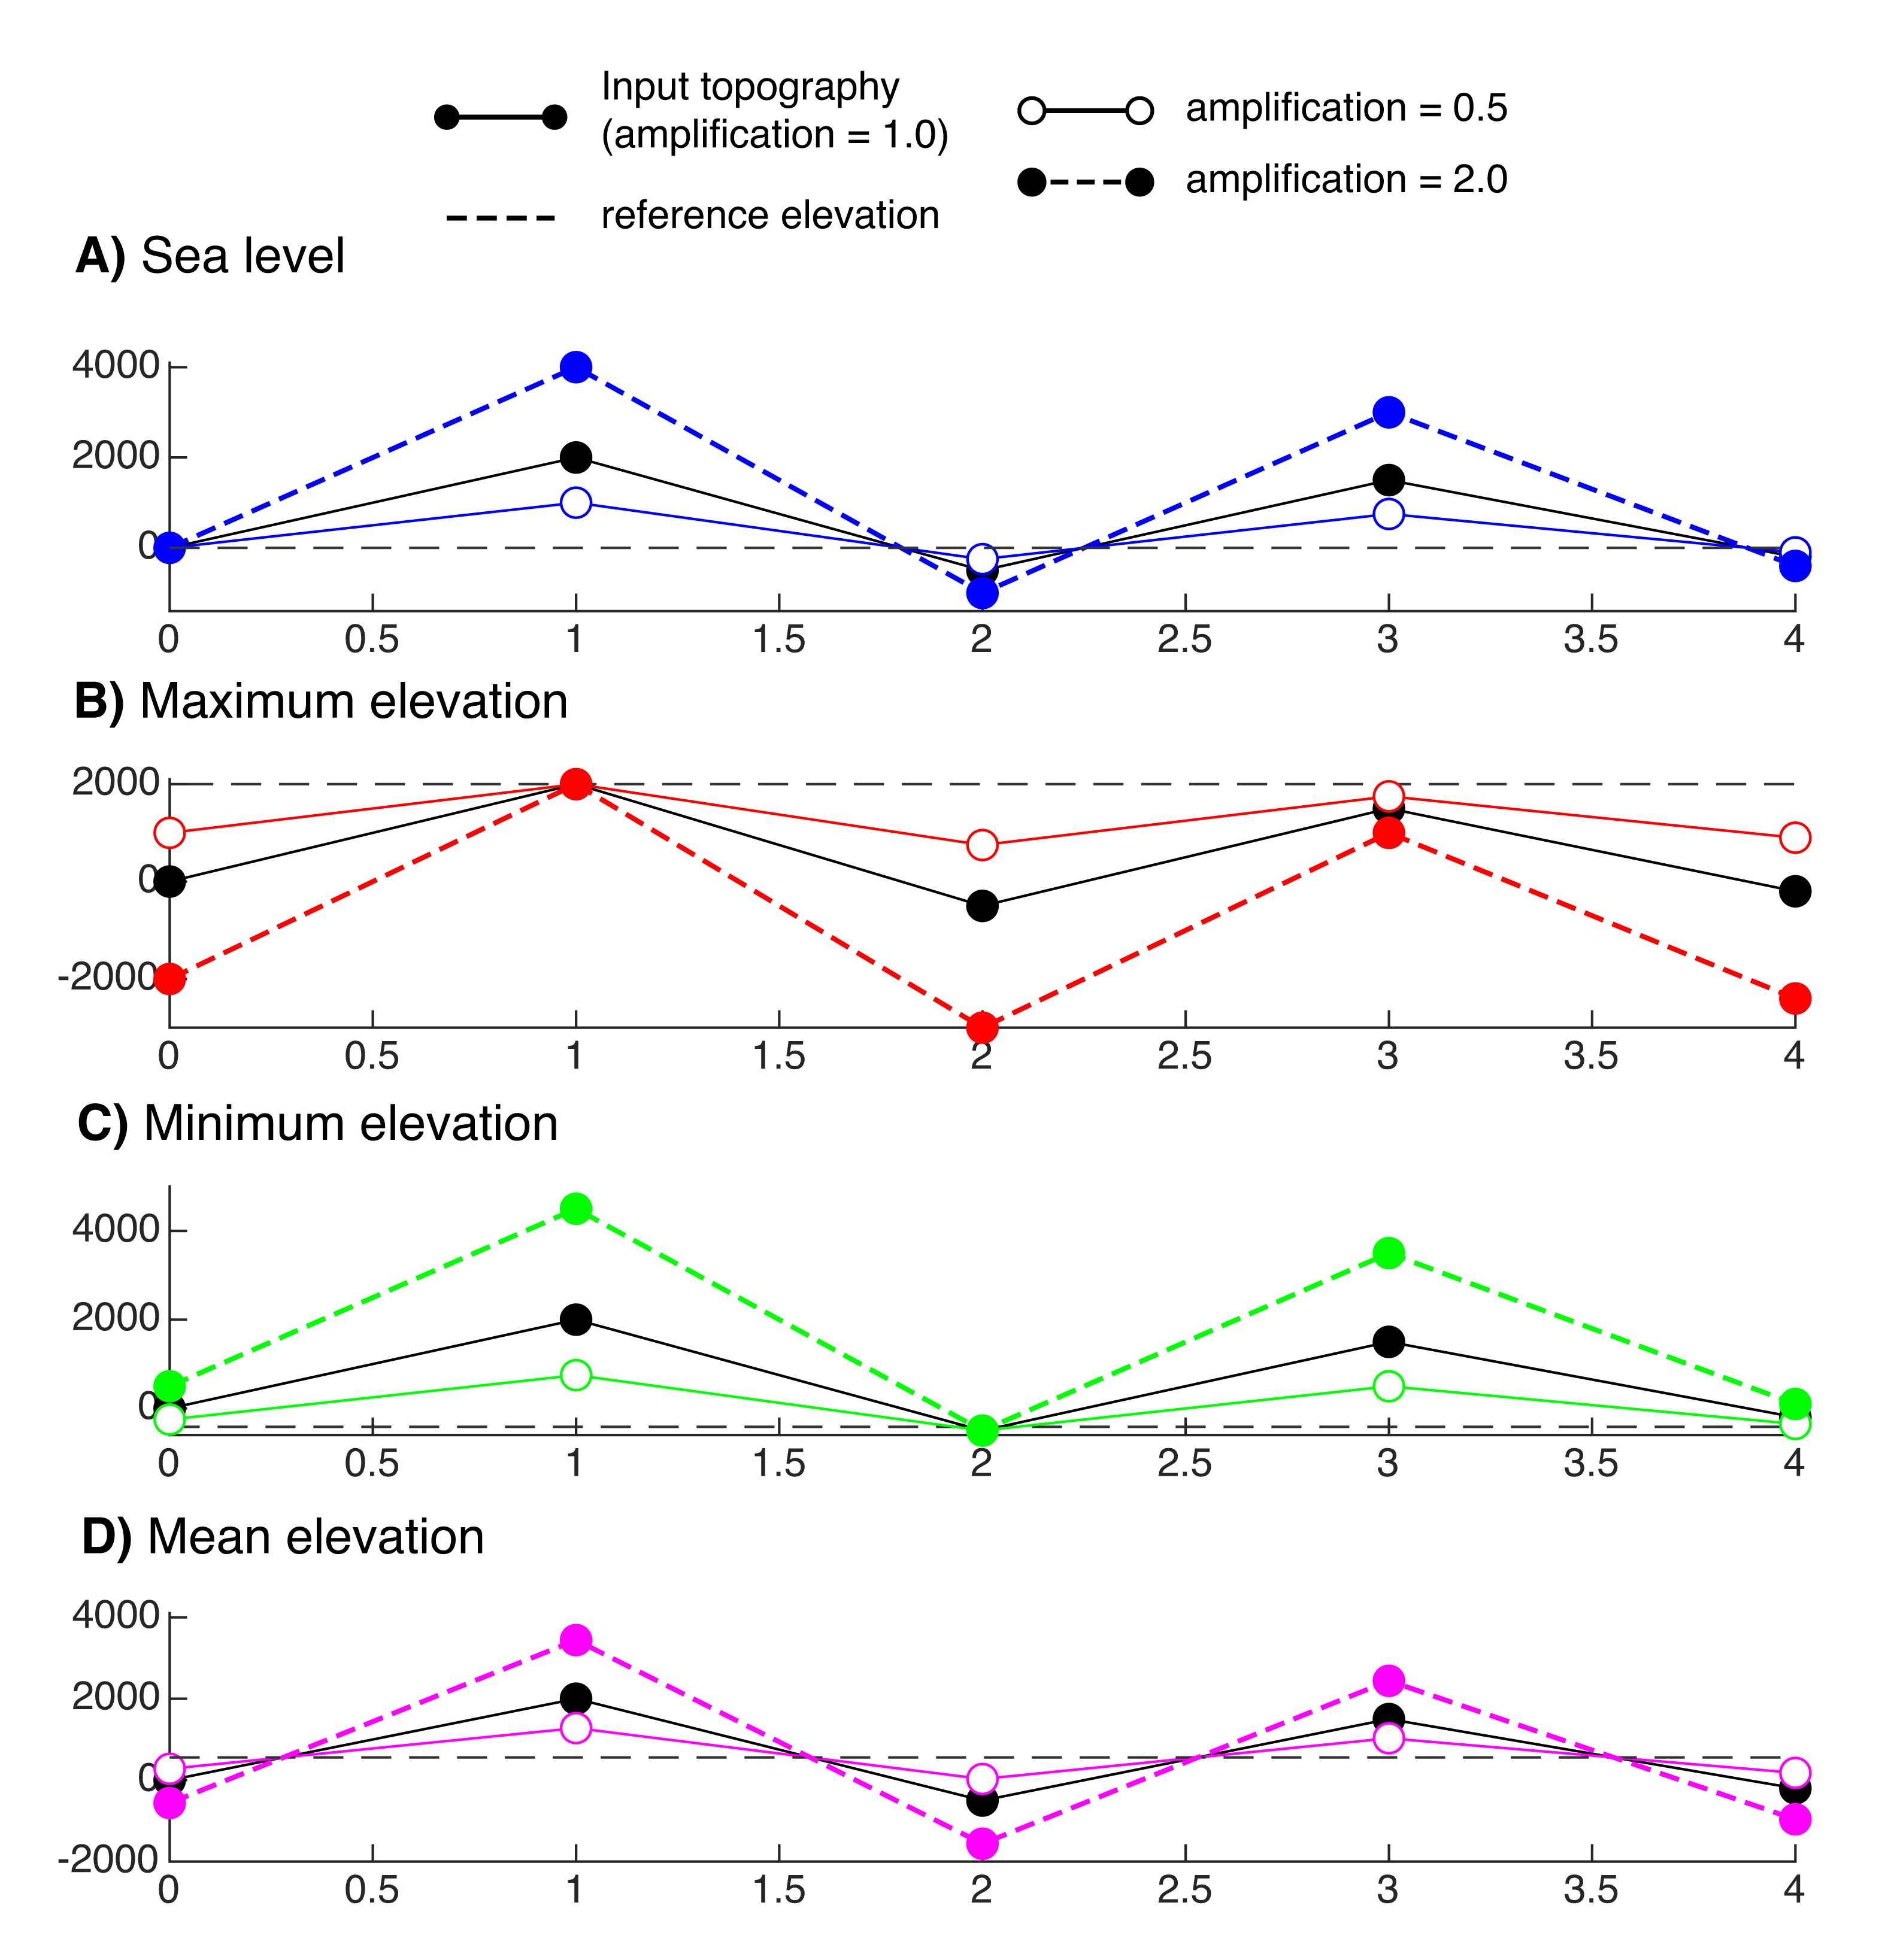 Input topography
(amplification = 1.0)
reference elevation
amplification = 0.5
amplification = 2.0
A) Sea level
4000
2000
0
0 0.5 1 1.5 2 2.5 3 3.5 4
B) Maximum elevation
2000
0
-2000
0 0.5 1 1.5 2 2.5 3 3.5 4
C) Minimum elevation
4000
2000
0
0 0.5 1 1.5 2 2.5 3 3.5 4
D) Mean elevation
4000
2000
0
-2000
0 0.5 1 1.5 2 2.5 3 3.5 4